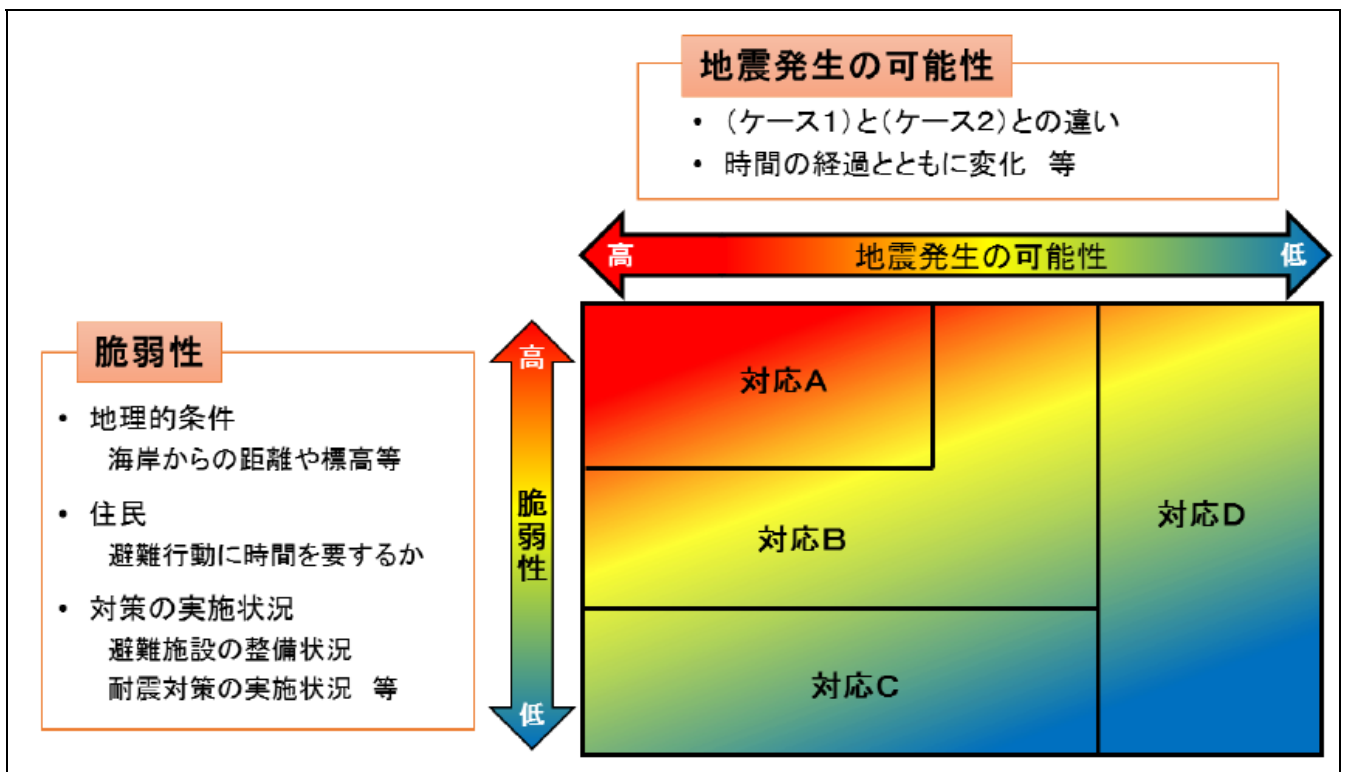 地震発生の可能性
• (ケース1)と(ケース2)との違い
• 時間の経過とともに変化 等
高 地震発生の可能性 低
脆弱性
• 地理的条件
海岸からの距離や標高等
• 住民
避難行動に時間を要するか
• 対策の実施状況
避難施設の整備状況
耐震対策の実施状況 等
高
脆弱性
低
対応A
対応B
対応C
対応D